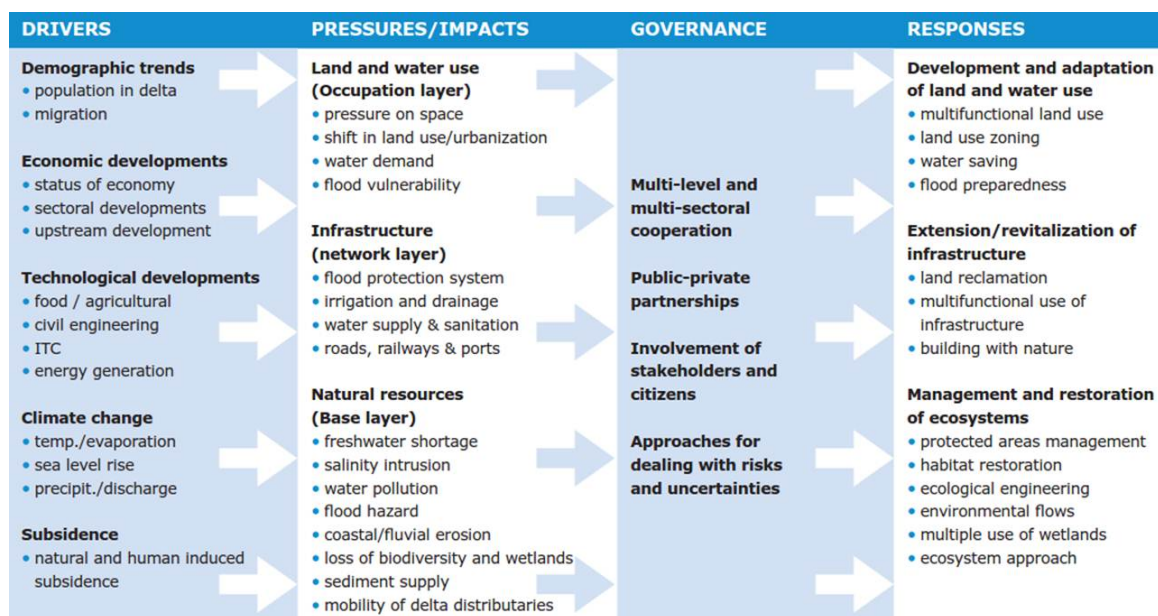 DRIVERS
Demographic trends
• population in delta
• migration
Economic developments
• status of economy
• sectoral developments
• upstream development
Technological developments
• food / agricultural
• civil engineering
• ITC
• energy generation
Climate change
• temp./evaporation
• sea level rise
• precipit./discharge
Subsidence
• natural and human induced
subsidence
PRESSURES/IMPACTS
Land and water use
(Occupation layer)
• pressure on space
• shift in land use/urbanization
• water demand
• flood vulnerability
Infrastructure
(network layer)
• flood protection system
• irrigation and drainage
• water supply & sanitation
• roads, railways & ports
Natural resources
(Base layer)
• freshwater shortage
• salinity intrusion
• water pollution
• flood hazard
• coastal/fluvial erosion
• loss of biodiversity and wetlands
• sediment supply
• mobility of delta distributaries
GOVERNANCE
Multi-level and
multi-sectoral
cooperation
Public-private
partnerships
Involvement of
stakeholders and
citizens
Approaches for
dealing with risks
and uncertainties
RESPONSES
Development and adaptation
of land and water use
• multifunctional land use
• land use zoning
• water saving
• flood preparedness
Extension/revitalization of
infrastructure
• land reclamation
• multifunctional use of
infrastructure
• building with nature
Management and restoration
of ecosystems
• protected areas management
• habitat restoration
• ecological engineering
• environmental flows
• multiple use of wetlands
• ecosystem approach